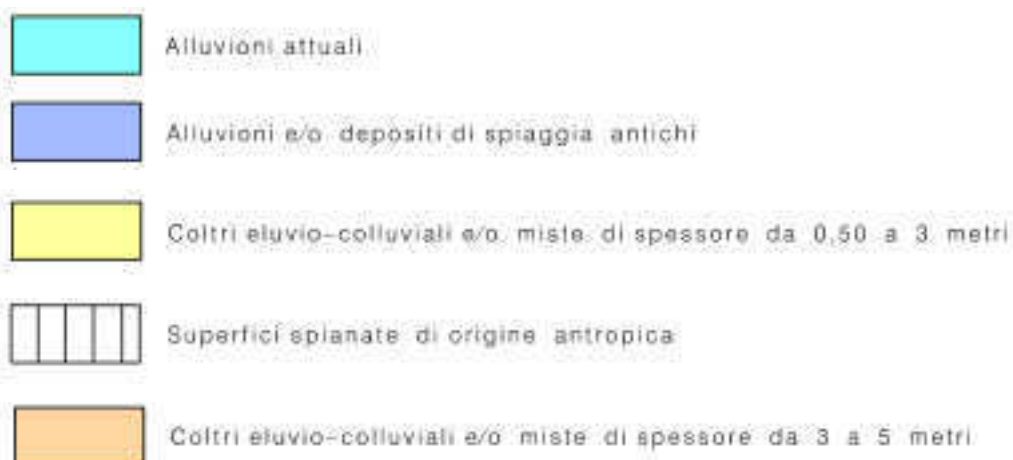 Alluvioni attuali
Alluvioni e/o depositi di spiaggia antichi
Coltri eluvio-colluviali e/o miste di spessore da 0,50 a 3 metri
Superfici spianate di origine antropica
Coltri eluvio-colluviali e/o miste di spessore da 3 a 5 metri